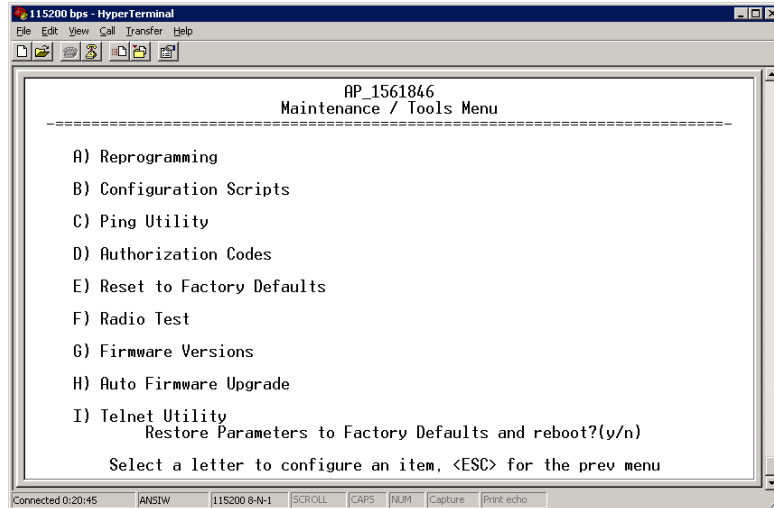 115200 bps - HyperTerminal
File Edit View Call Transfer Help
AP_1561846
Maintenance / Tools Menu
-==========================================================================-
A) Reprogramming
B) Configuration Scripts
C) Ping Utility
D) Authorization Codes
E) Reset to Factory Defaults
F) Radio Test
G) Firmware Versions
H) Auto Firmware Upgrade
I) Telnet Utility
Restore Parameters to Factory Defaults and reboot?(y/n)
Select a letter to configure an item, <ESC> for the prev menu
Connected 0:20:45 ANSIW 115200 8-N-1 SCROLL CAPS NUM Capture Print echo